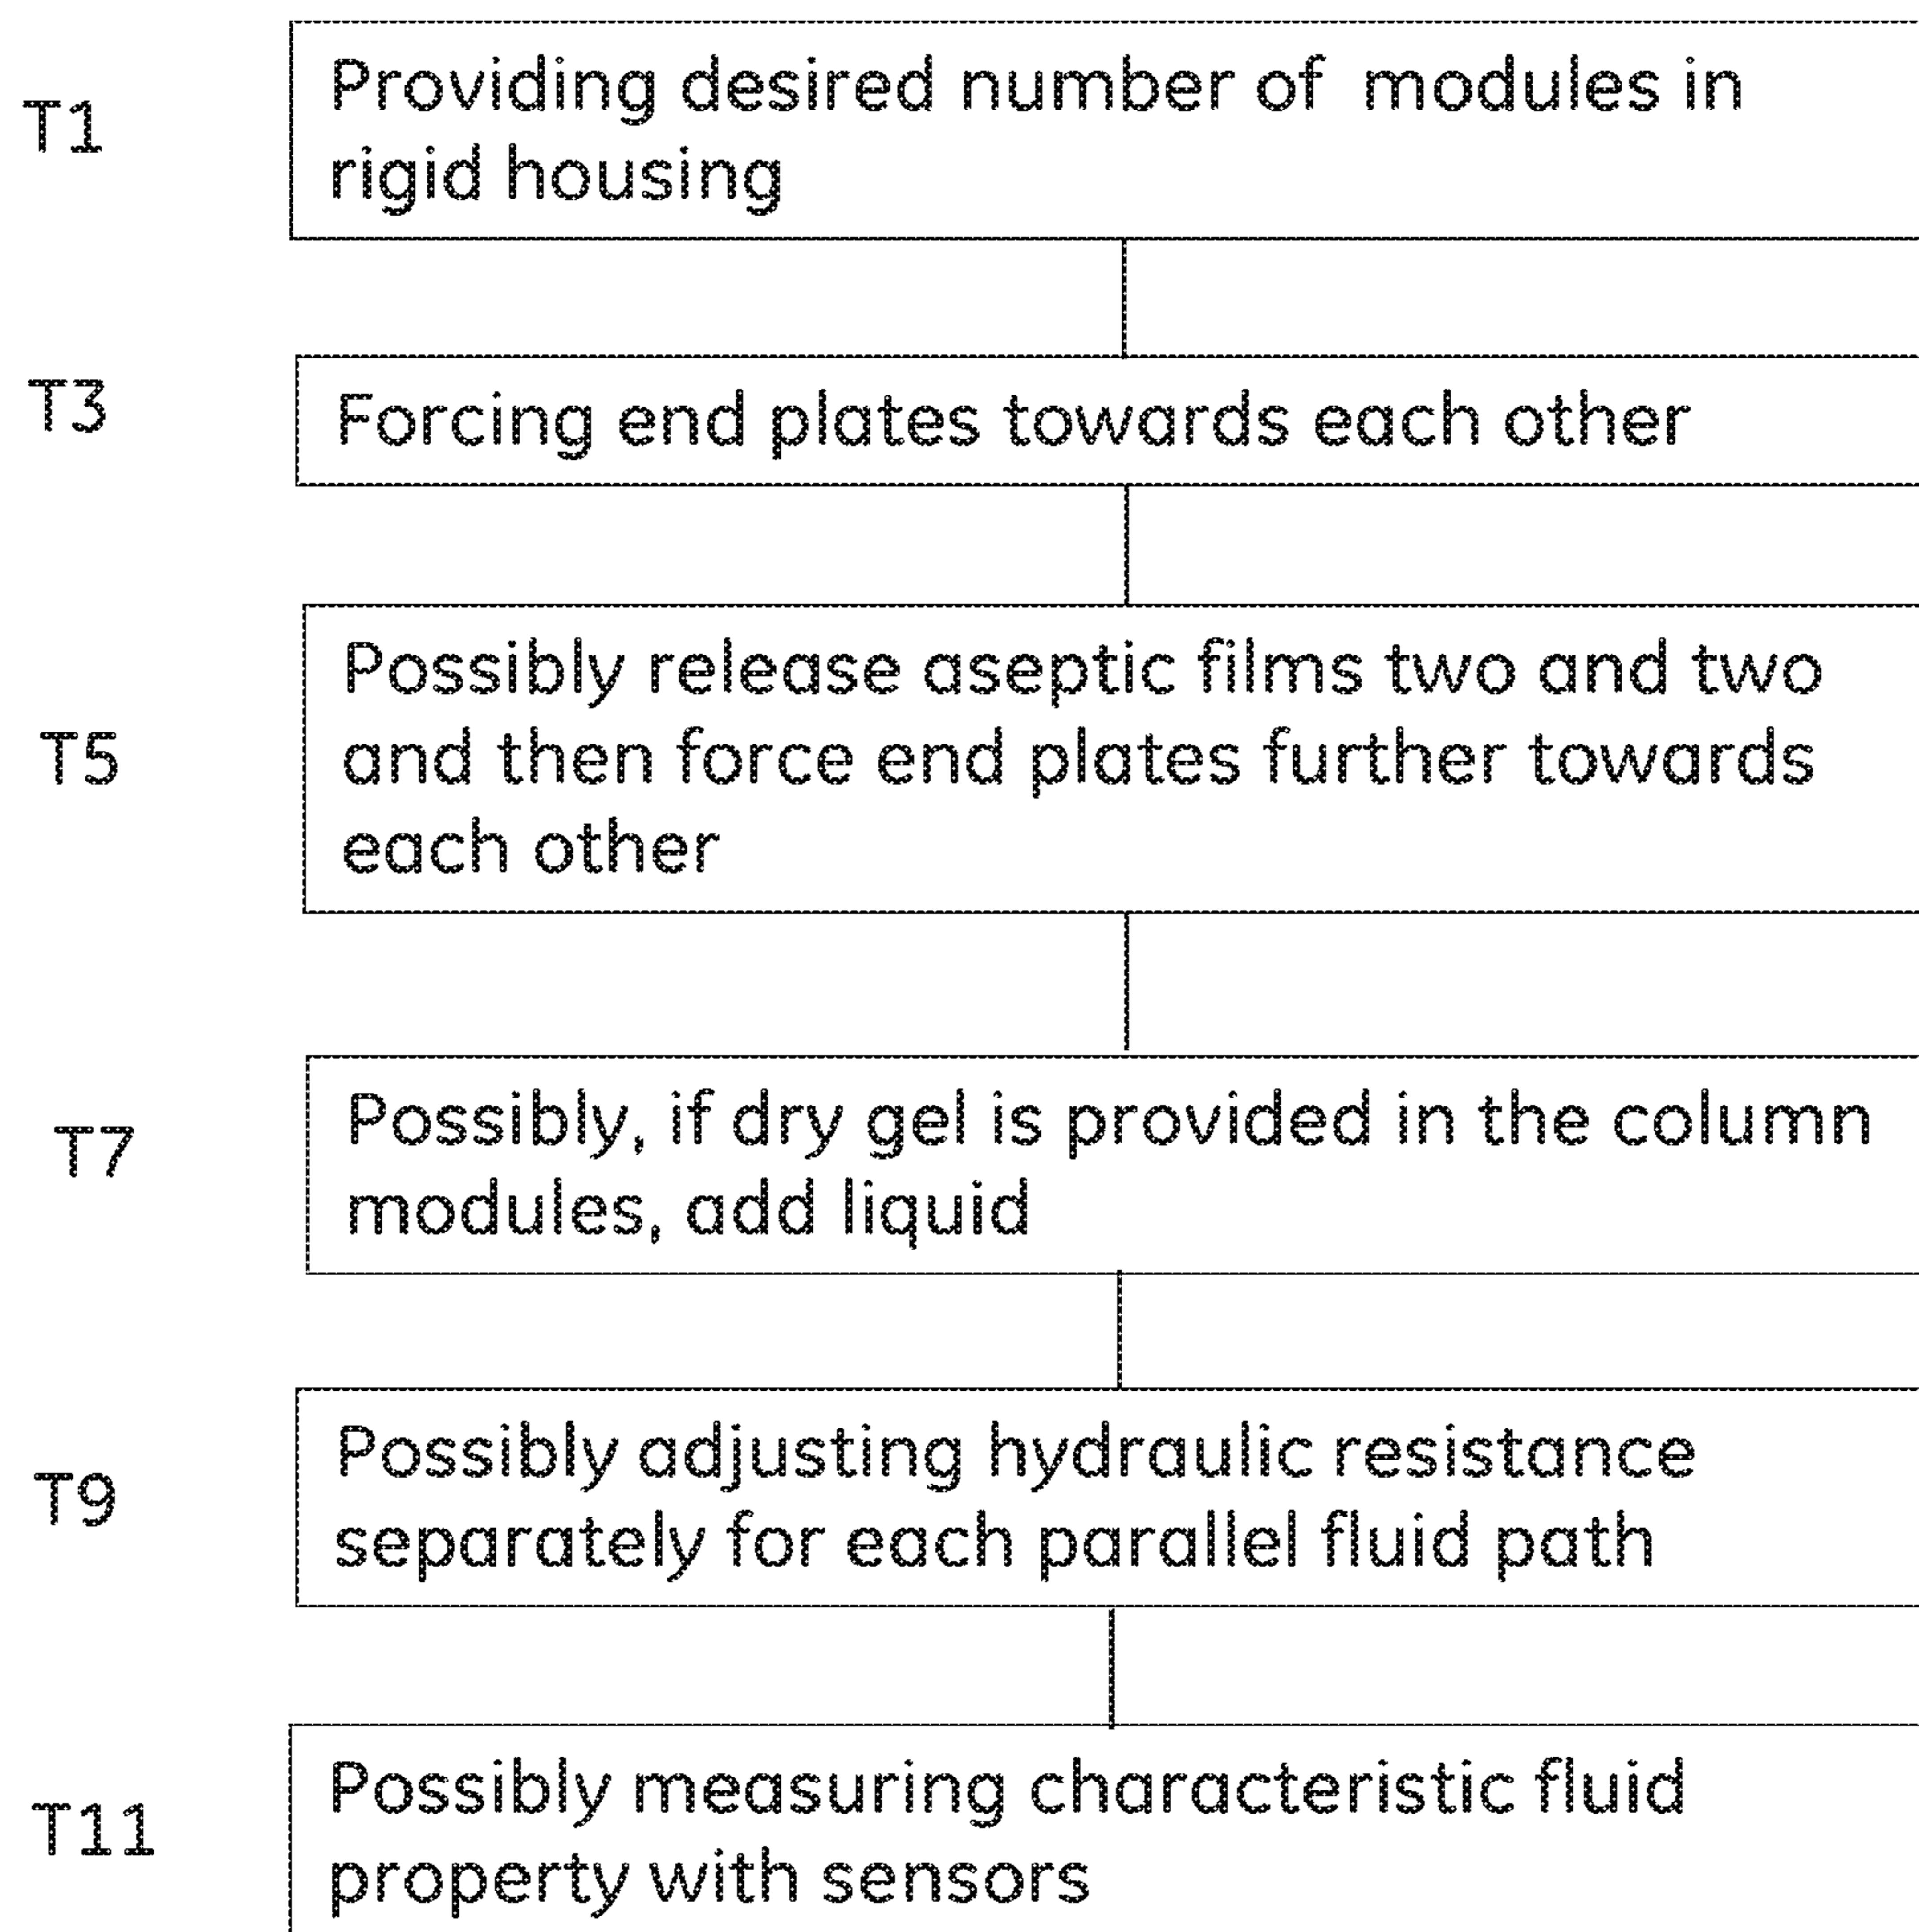 T1
Providing desired number of modules in
rigid housing
T3
Forcing end plates towards each other
T5
Possibly release aseptic films two and two
and then force end plates further towards
each other
T7
Possibly, if dry gel is provided in the column
modules, add liquid
T9
Possibly adjusting hydraulic resistance
separately for each parallel fluid path
T11
Possibly measuring characteristic fluid
property with sensors